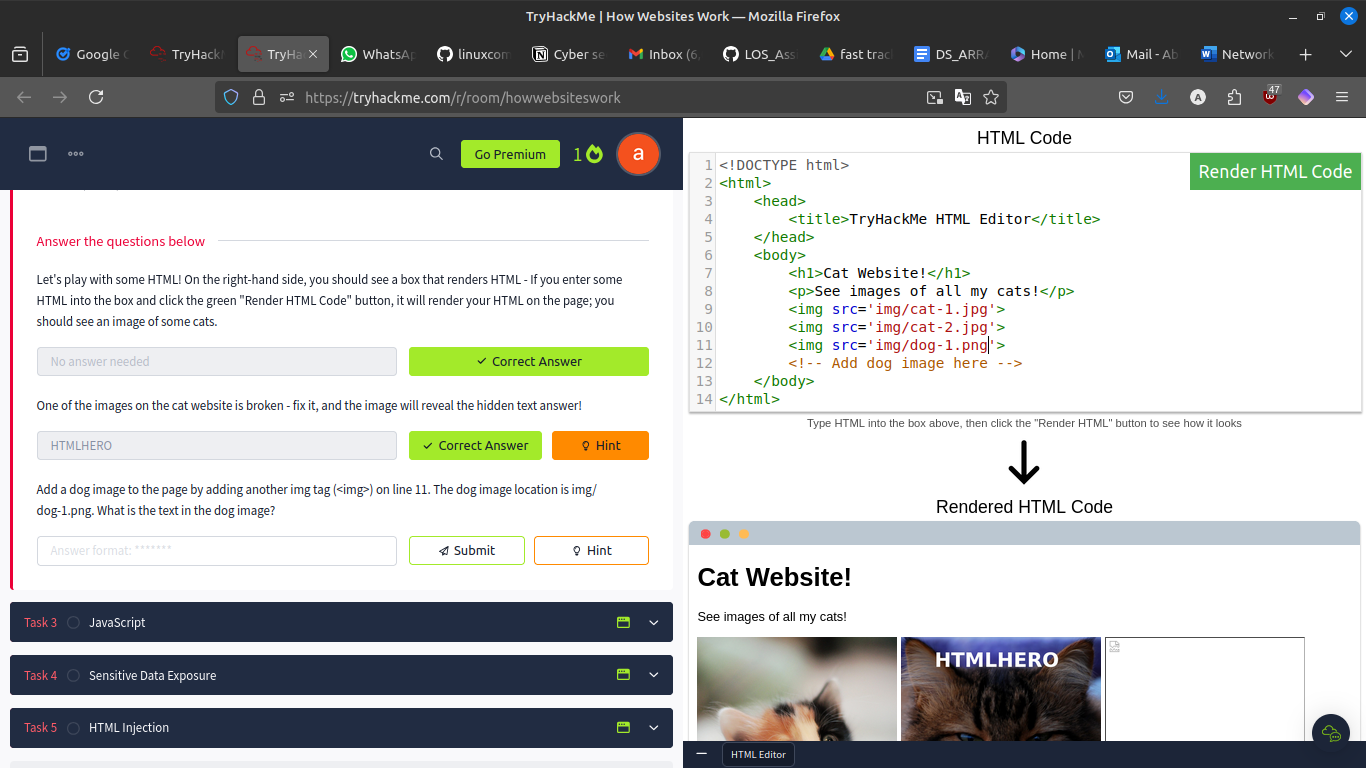 TryHackMe | How Websites Work — Mozilla Firefox
Google
TryHackM
TryHac
WhatsAp
linuxcom
Cyber se
Inbox (6,
LOS_Ass
fast trac
DS_ARR
Home |
Mail - Ab
Network
https://tryhackme.com/r/room/howwebsiteswork
A
47
Go Premium
1
a
Answer the questions below
Let's play with some HTML! On the right-hand side, you should see a box that renders HTML - If you enter some
HTML into the box and click the green "Render HTML Code" button, it will render your HTML on the page; you
should see an image of some cats.
No answer needed
Correct Answer
One of the images on the cat website is broken - fix it, and the image will reveal the hidden text answer!
HTMLHERO
Correct Answer
Hint
Add a dog image to the page by adding another img tag (<img>) on line 11. The dog image location is img/
dog-1.png. What is the text in the dog image?
Answer format: *******
Submit
Hint
Task 3
JavaScript
Task 4
Sensitive Data Exposure
Task 5
HTML Injection
HTML Code
Render HTML Code
1 <!DOCTYPE html>
2 <html>
3 <head>
4 <title>TryHackMe HTML Editor</title>
5 </head>
6 <body>
7 <h1>Cat Website!</h1>
8 <p>See images of all my cats!</p>
9 <img src='img/cat-1.jpg'>
10 <img src='img/cat-2.jpg'>
11 <img src='img/dog-1.png'>
12 <!-- Add dog image here -->
13 </body>
14 </html>
Type HTML into the box above, then click the "Render HTML" button to see how it looks
Rendered HTML Code
Cat Website!
See images of all my cats!
HTMLHERO
HTML Editor